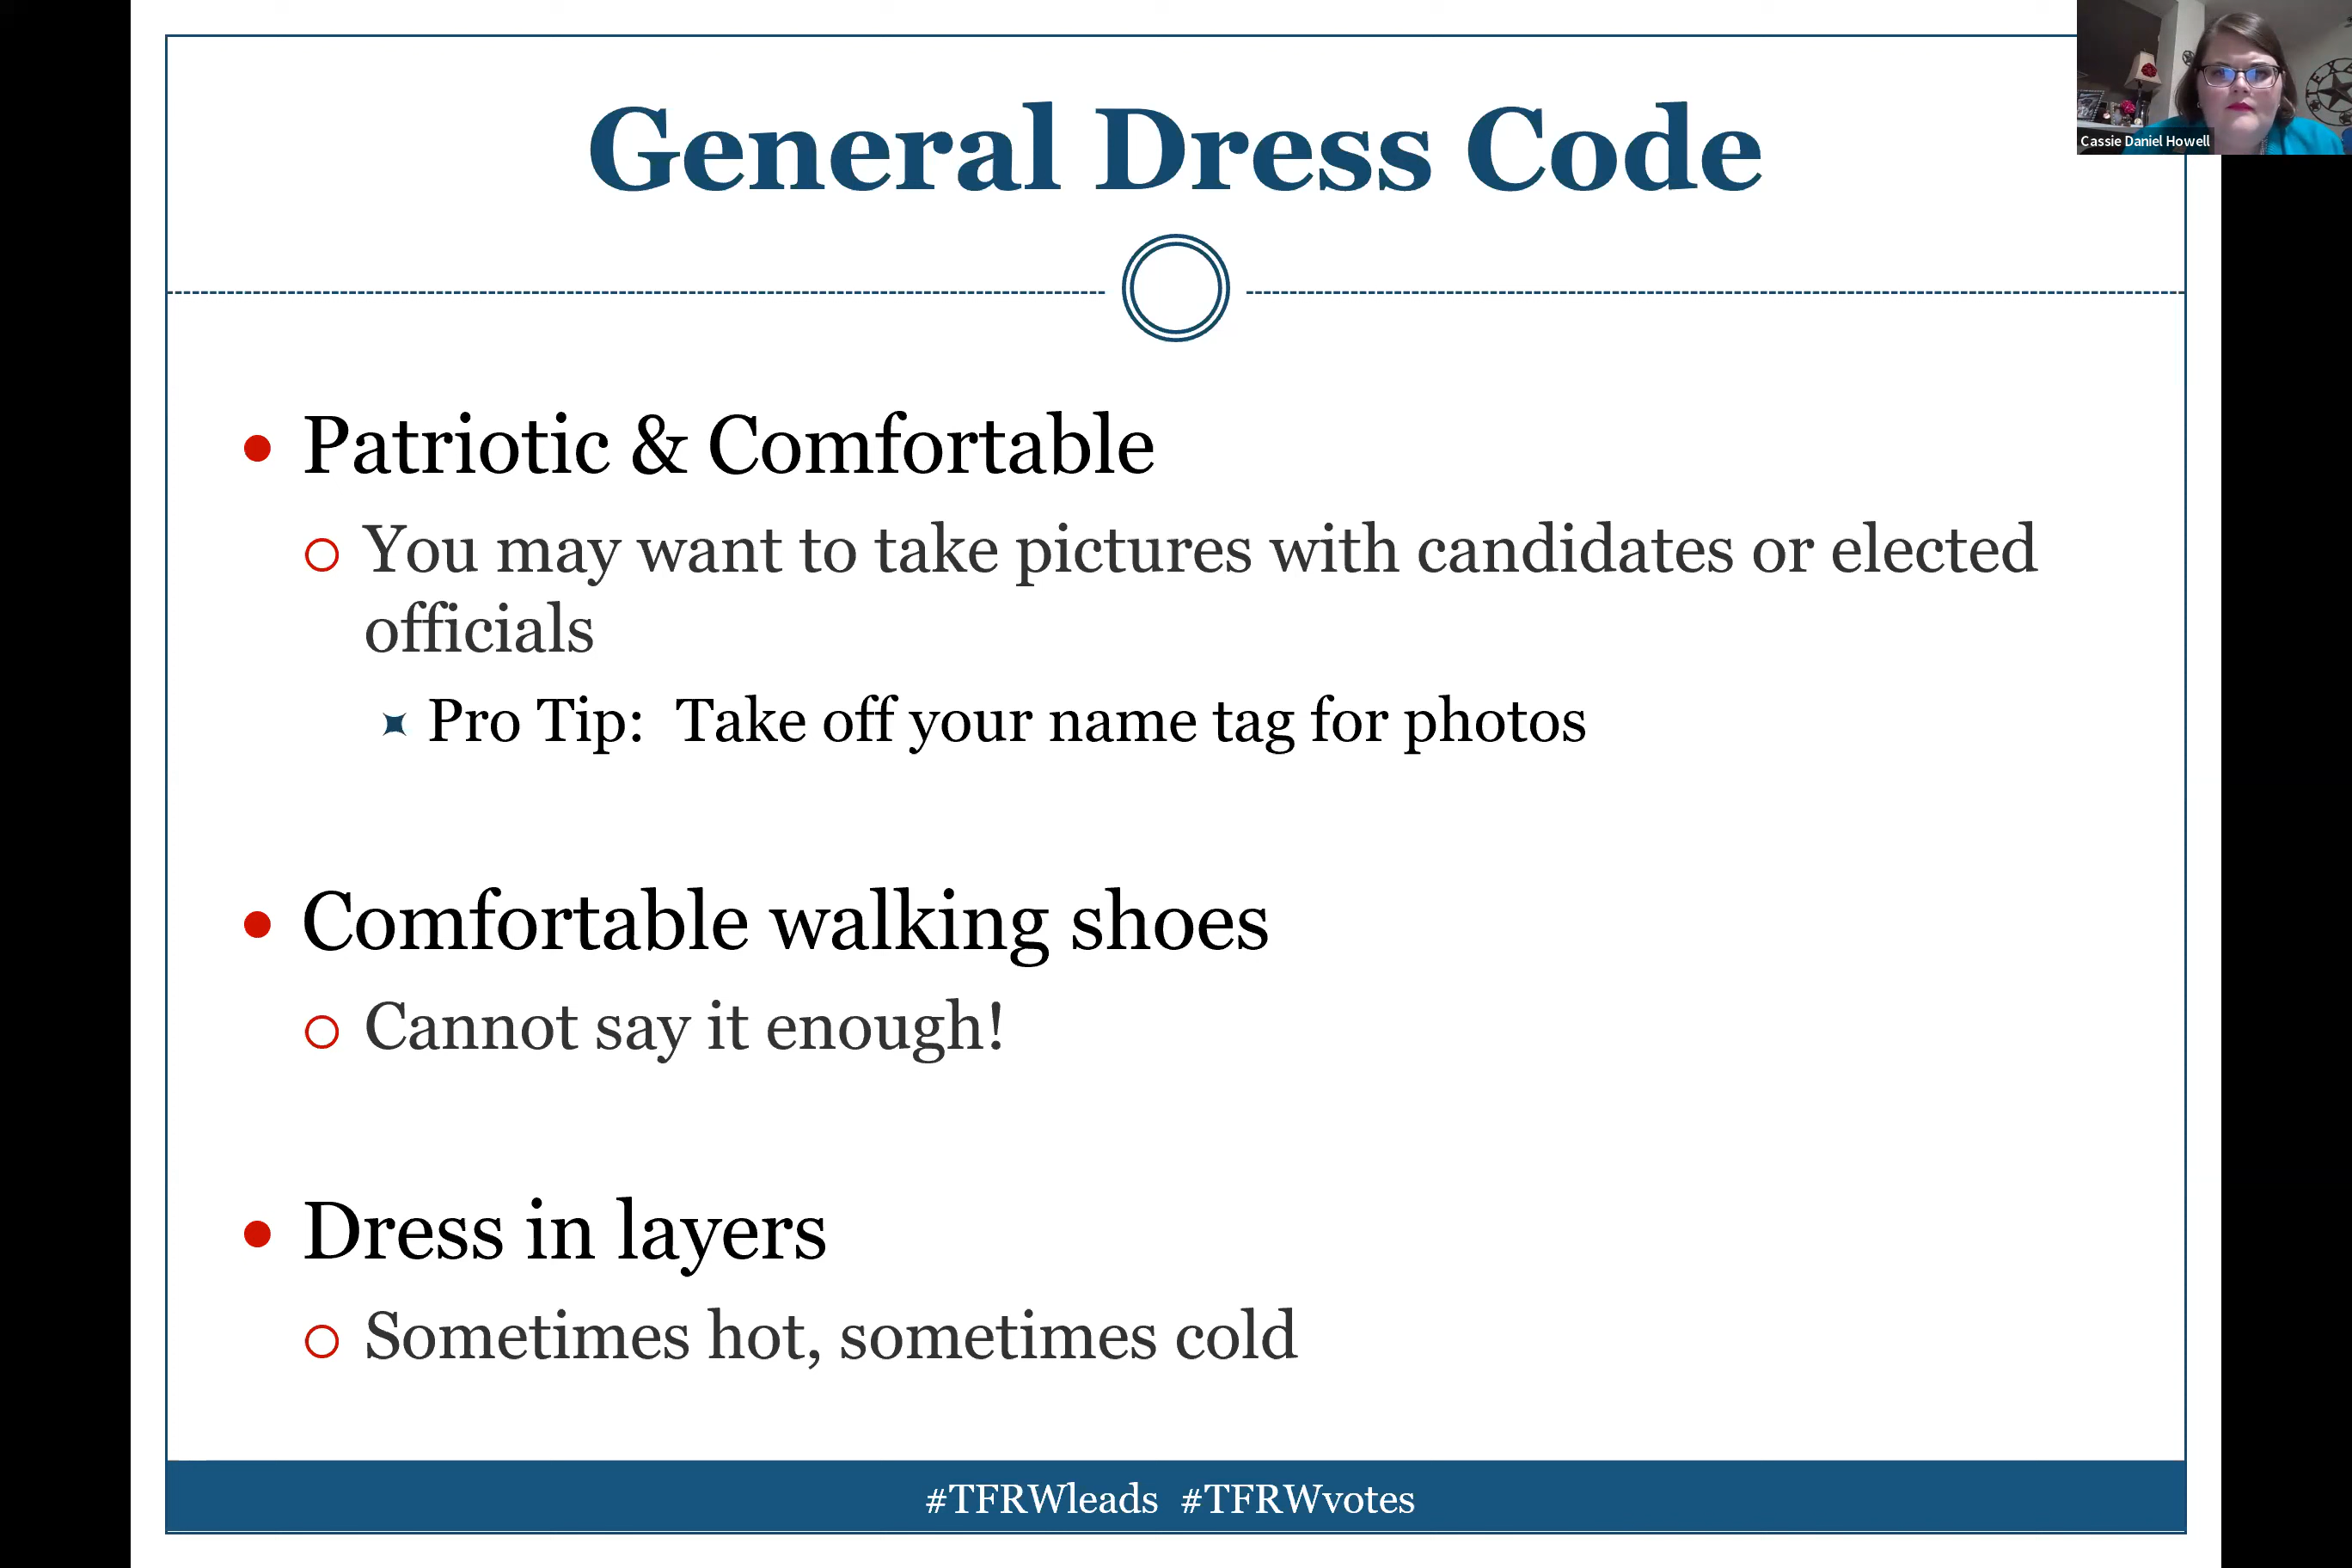 General Dress Code
Cassie Daniel Howell
Patriotic & Comfortable
You may want to take pictures with candidates or elected
officials
Pro Tip:  Take off your name tag for photos
Comfortable walking shoes
Cannot say it enough!
Dress in layers
Sometimes hot, sometimes cold
#TFRWleads  #TFRWvotes